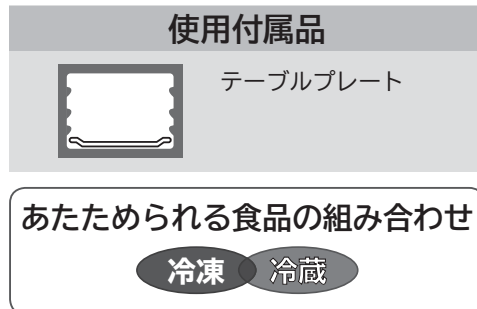 使用付属品
テーブルプレート
あたためられる食品の組み合わせ
冷凍 冷蔵